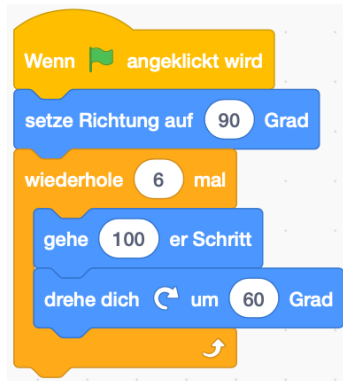 Wenn angeklickt wird
setze Richtung auf 90 Grad
wiederhole 6 mal
gehe 100 er Schritt
drehe dich um 60 Grad